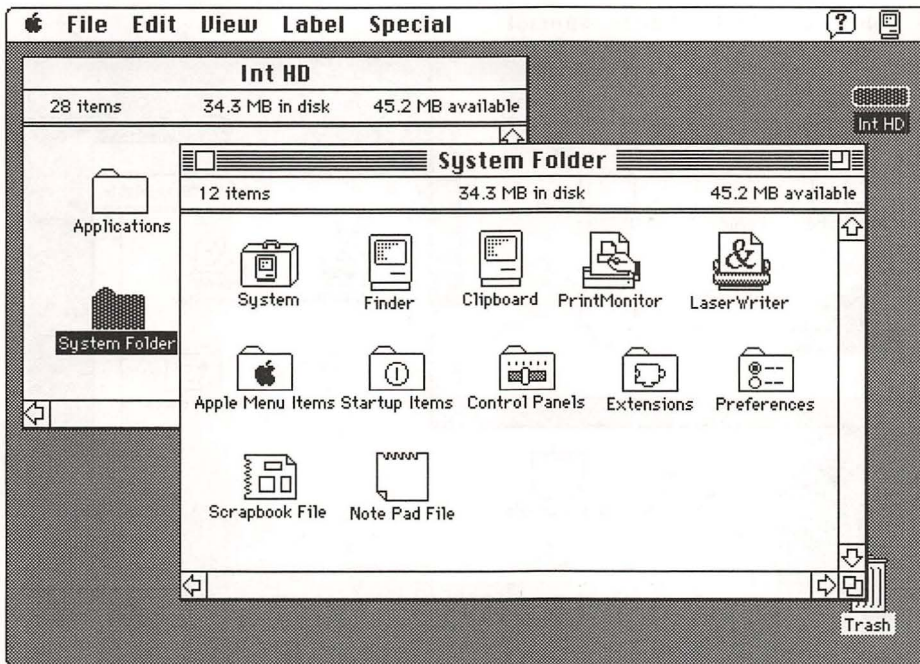 File Edit View Label Special
Int HD
28 items 34.3 MB in disk 45.2 MB available
Int HD
System Folder
12 items 34.3 MB in disk 45.2 MB available
Applications
System Folder
System Finder Clipboard PrintMonitor LaserWriter
Apple Menu Items Startup Items Control Panels Extensions Preferences
Scrapbook File Note Pad File
Trash